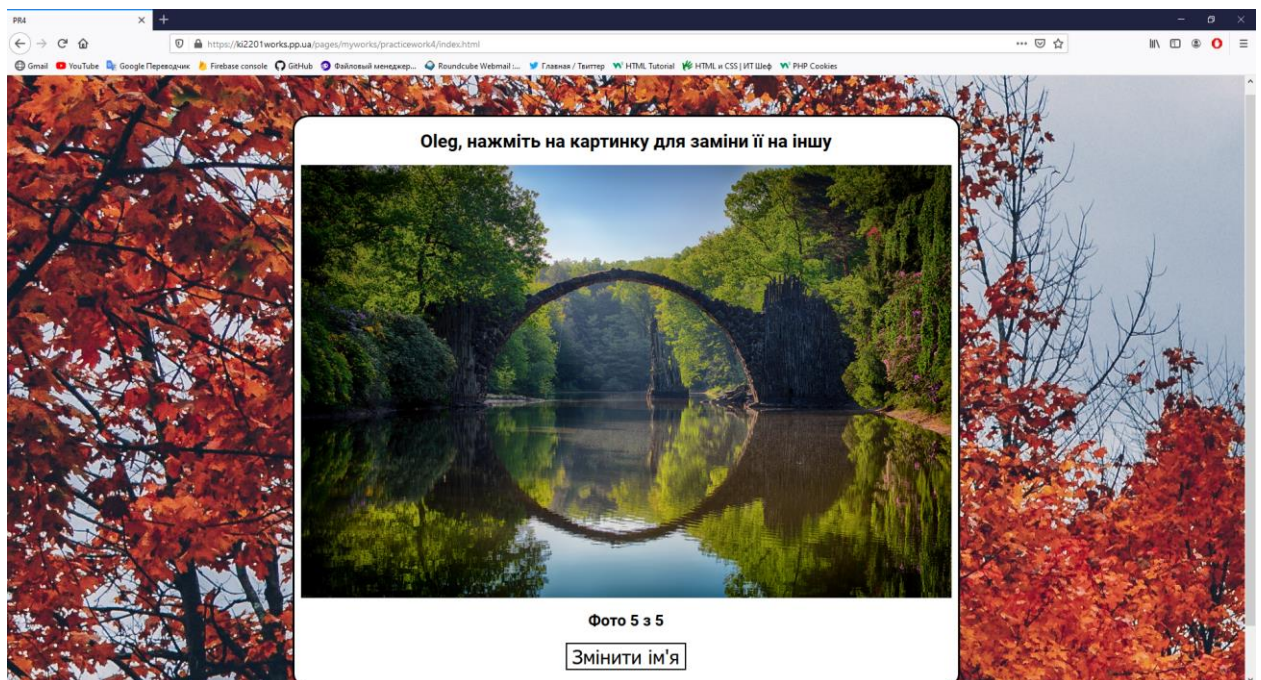 PR4
https://ki2201works.pp.ua/pages/myworks/practicework4/index.html
Gmail YouTube Google Переводчик Firebase console GitHub Файловый менеджер... Roundcube Webmail :... Главная / Твиттер HTML Tutorial HTML и CSS | ИТ Шеф PHP Cookies
Oleg, нажміть на картинку для заміни її на іншу
Фото 5 з 5
Змінити ім'я